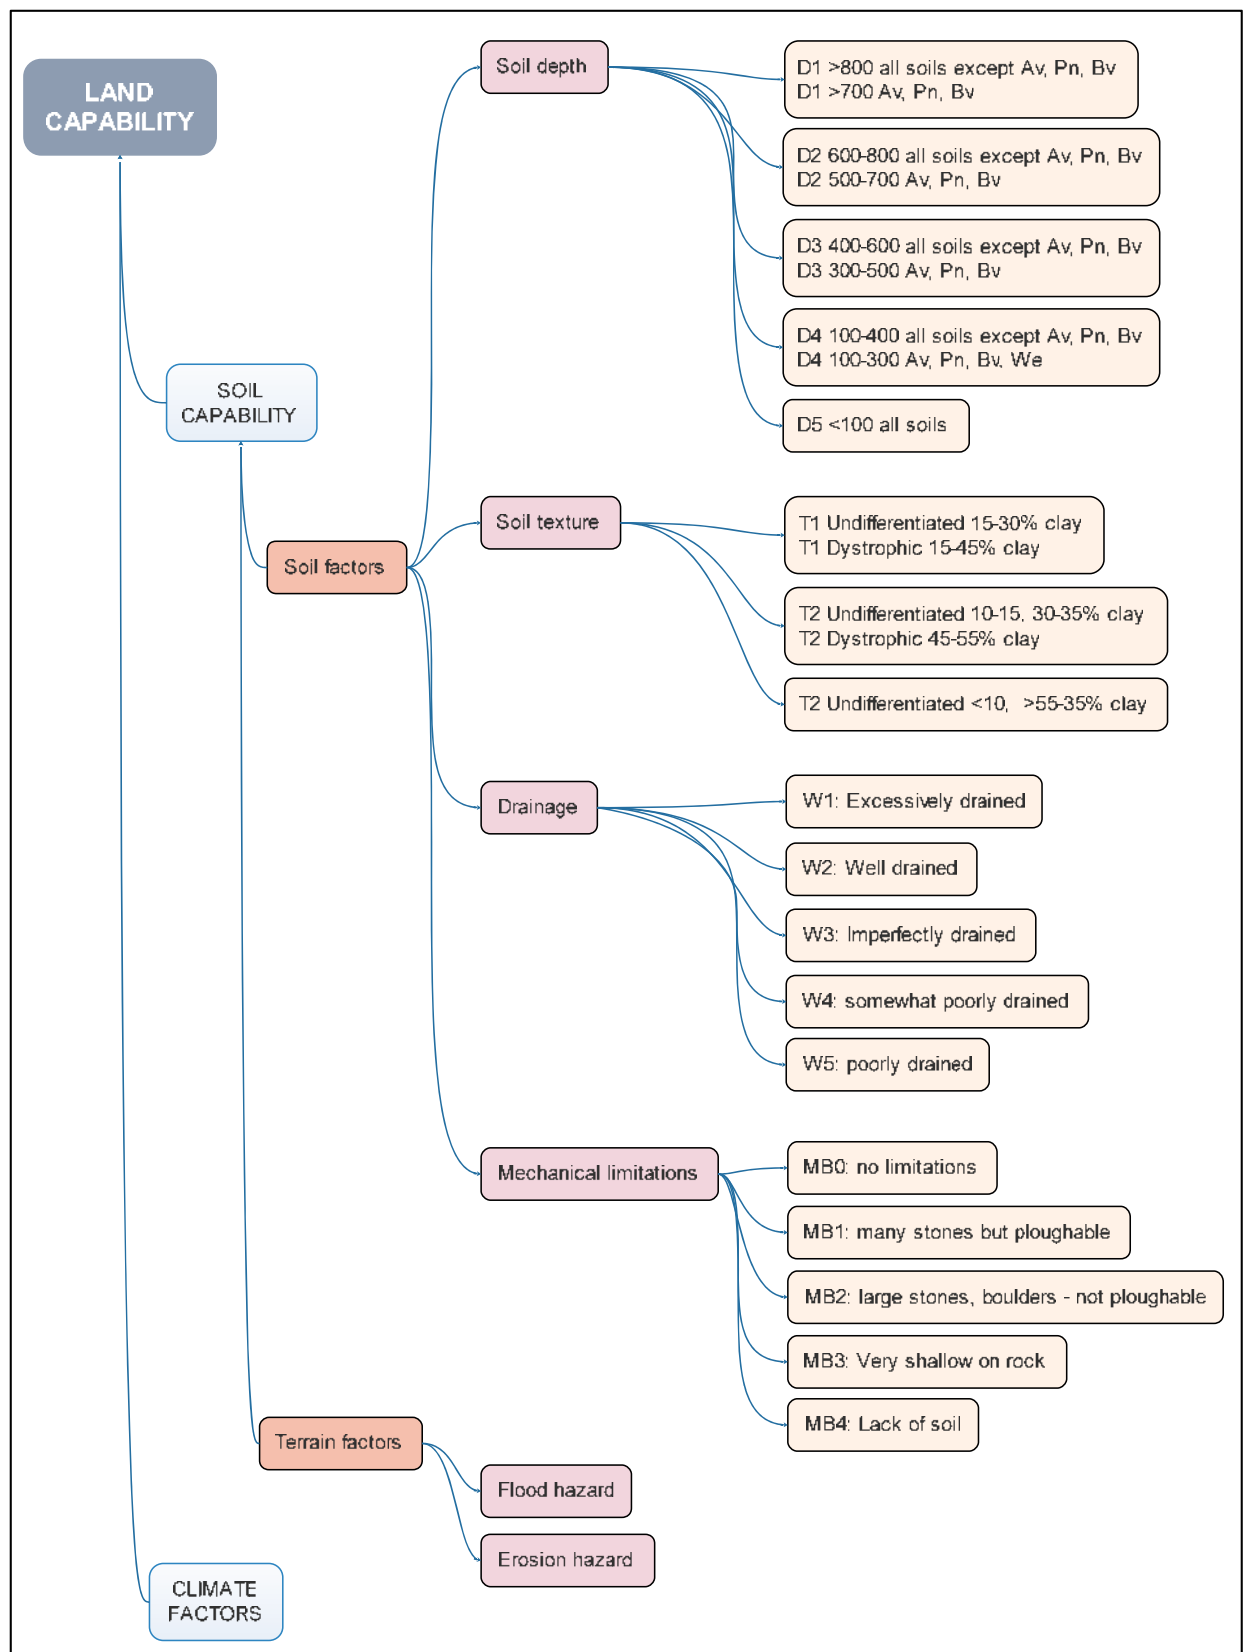 LAND
CAPABILITY
Soil depth
D1 >800 all soils except Av, Pn, Bv
D1 >700 Av, Pn, Bv
D2 600-800 all soils except Av, Pn, Bv
D2 500-700 Av, Pn, Bv
D3 400-600 all soils except Av, Pn, Bv
D3 300-500 Av, Pn, Bv
D4 100-400 all soils except Av, Pn, Bv
D4 100-300 Av, Pn, Bv, We
D5 <100 all soils
SOIL
CAPABILITY
Soil factors
Soil texture
T1 Undifferentiated 15-30% clay
T1 Dystrophic 15-45% clay
T2 Undifferentiated 10-15, 30-35% clay
T2 Dystrophic 45-55% clay
T2 Undifferentiated <10, >55-35% clay
Drainage
W1: Excessively drained
W2: Well drained
W3: Imperfectly drained
W4: somewhat poorly drained
W5: poorly drained
Mechanical limitations
MB0: no limitations
MB1: many stones but ploughable
MB2: large stones, boulders - not ploughable
MB3: Very shallow on rock
MB4: Lack of soil
Terrain factors
Flood hazard
Erosion hazard
CLIMATE
FACTORS